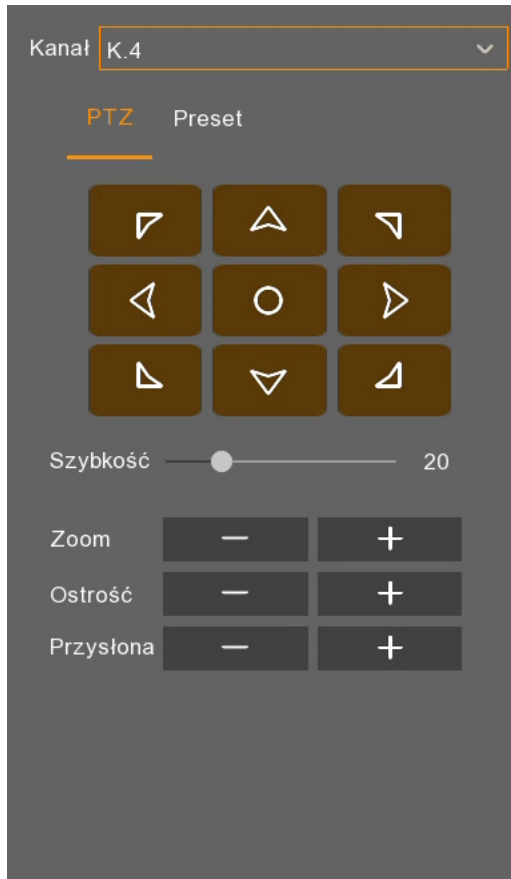 Kanał K.4
PTZ Preset
Szybkość 20
Zoom
Ostrość
Przysłona